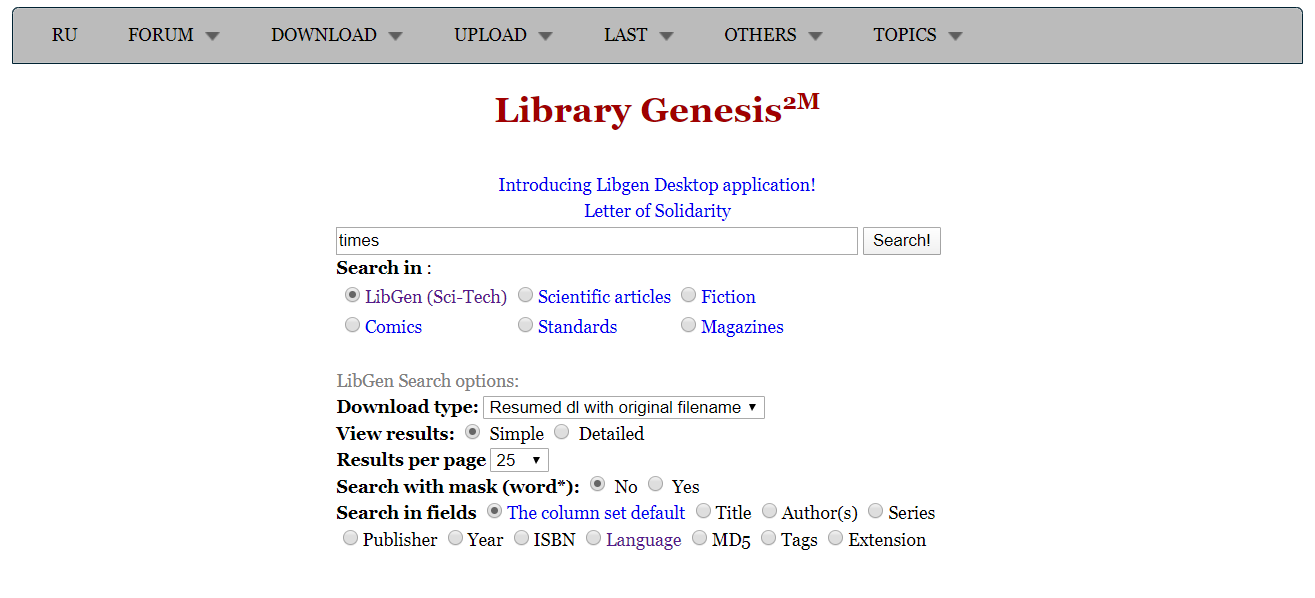 RU FORUM DOWNLOAD UPLOAD LAST OTHERS TOPICS
Library Genesis2M
Introducing Libgen Desktop application!
Letter of Solidarity
times Search!
Search in :
LibGen (Sci-Tech) Scientific articles Fiction
Comics Standards Magazines
LibGen Search options:
Download type: Resumed dl with original filename
View results: Simple Detailed
Results per page 25
Search with mask (word*): No Yes
Search in fields The column set default Title Author(s) Series
Publisher Year ISBN Language MD5 Tags Extension